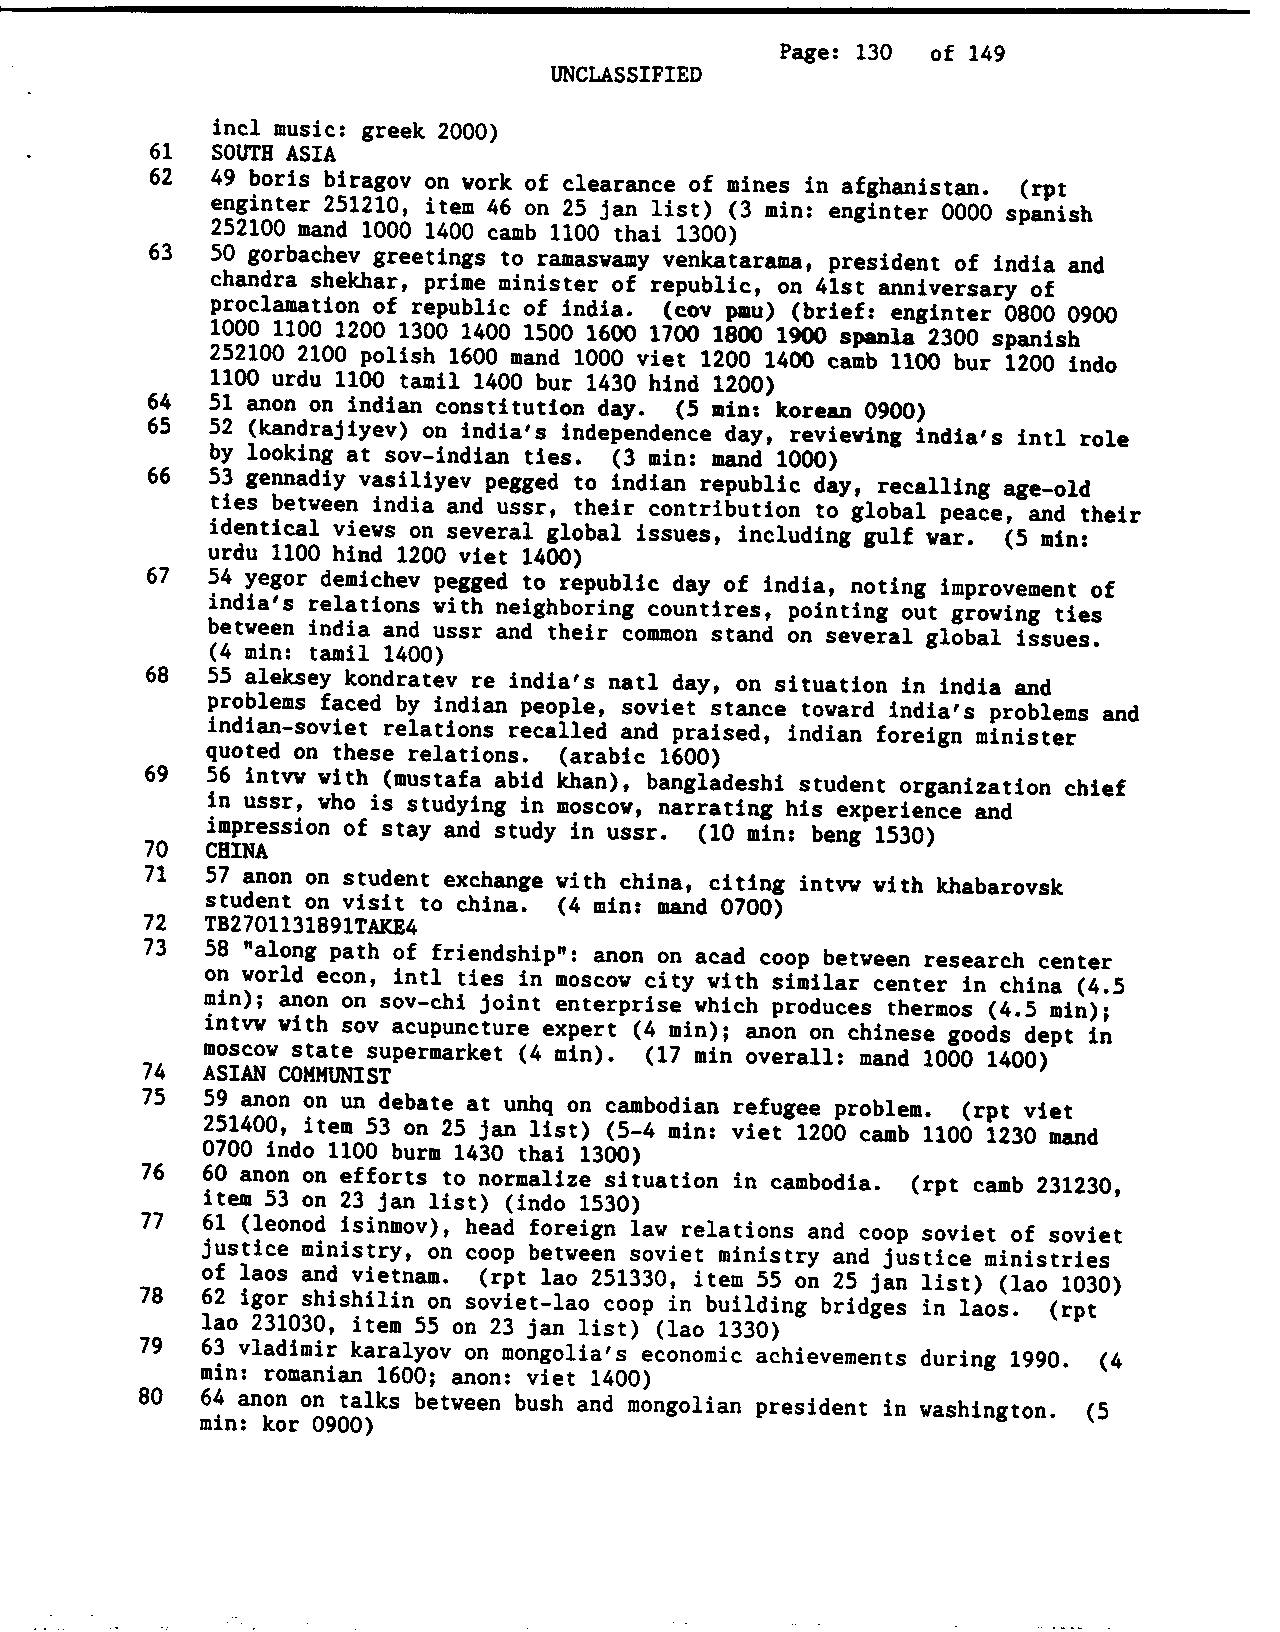 Page: 130 of 149
UNCLASSIFIED
incl music: greek 2000)
61 SOUTH ASIA
62 49 boris biragov on work of clearance of mines in afghanistan. (rpt
enginter 251210, item 46 on 25 jan list) (3 min: enginter 0000 spanish
252100 mand 1000 1400 camb 1100 thai 1300)
63 50 gorbachev greetings to ramaswamy venkatarama, president of india and
chandra shekhar, prime minister of republic, on 41st anniversary of
proclamation of republic of india. (cov pmu) (brief: enginter 0800 0900
1000 1100 1200 1300 1400 1500 1600 1700 1800 1900 spanla 2300 spanish
252100 2100 polish 1600 mand 1000 viet 1200 1400 camb 1100 bur 1200 indo
1100 urdu 1100 tamil 1400 bur 1430 hind 1200)
64 51 anon on indian constitution day. (5 min: korean 0900)
65 52 (kandrajiyev) on india's independence day, reviewing india's intl role
by looking at sov-indian ties. (3 min: mand 1000)
66 53 gennadiy vasiliyev pegged to indian republic day, recalling age-old
ties between india and ussr, their contribution to global peace, and their
identical views on several global issues, including gulf war. (5 min:
urdu 1100 hind 1200 viet 1400)
67 54 yegor demichev pegged to republic day of india, noting improvement of
india's relations with neighboring countires, pointing out growing ties
between india and ussr and their common stand on several global issues.
(4 min: tamil 1400)
68 55 aleksey kondratev re india's natl day, on situation in india and
problems faced by indian people, soviet stance toward india's problems and
indian-soviet relations recalled and praised, indian foreign minister
quoted on these relations. (arabic 1600)
69 56 intvw with (mustafa abid khan), bangladeshi student organization chief
in ussr, who is studying in moscow, narrating his experience and
impression of stay and study in ussr. (10 min: beng 1530)
70 CHINA
71 57 anon on student exchange with china, citing intvw with khabarovsk
student on visit to china. (4 min: mand 0700)
72 TB2701131891TAKE4
73 58 "along path of friendship": anon on acad coop between research center
on world econ, intl ties in moscow city with similar center in china (4.5
min); anon on sov-chi joint enterprise which produces thermos (4.5 min);
intvw with sov acupuncture expert (4 min); anon on chinese goods dept in
moscow state supermarket (4 min). (17 min overall: mand 1000 1400)
74 ASIAN COMMUNIST
75 59 anon on un debate at unhq on cambodian refugee problem. (rpt viet
251400, item 53 on 25 jan list) (5-4 min: viet 1200 camb 1100 1230 mand
0700 indo 1100 burm 1430 thai 1300)
76 60 anon on efforts to normalize situation in cambodia. (rpt camb 231230,
item 53 on 23 jan list) (indo 1530)
77 61 (leonod isinmov), head foreign law relations and coop soviet of soviet
justice ministry, on coop between soviet ministry and justice ministries
of laos and vietnam. (rpt lao 251330, item 55 on 25 jan list) (lao 1030)
78 62 igor shishilin on soviet-lao coop in building bridges in laos. (rpt
lao 231030, item 55 on 23 jan list) (lao 1330)
79 63 vladimir karalyov on mongolia's economic achievements during 1990. (4
min: romanian 1600; anon: viet 1400)
80 64 anon on talks between bush and mongolian president in washington. (5
min: kor 0900)